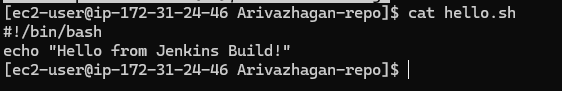 [ec2-user@ip-172-31-24-46 Arivazhagan-repo]$ cat hello.sh
#!/bin/bash
echo "Hello from Jenkins Build!"
[ec2-user@ip-172-31-24-46 Arivazhagan-repo]$